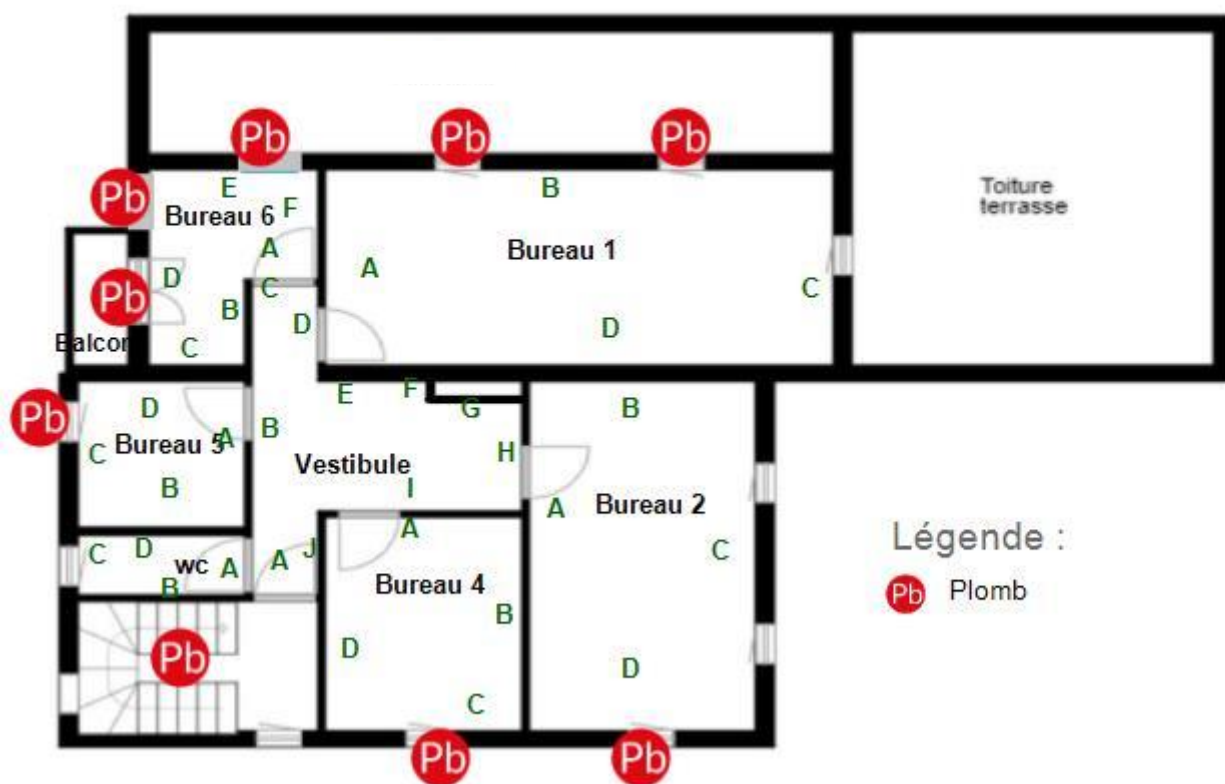 Pb
Pb
Pb
Pb
E
B
Toiture
terrasse
F
Bureau 6
A
Bureau 1
A
D
Pb
C
C
B
D
D
Balcon
C
E
F
Pb
D
G
B
B
A
Bureau 5
C
Vestibule
H
B
I
A
Bureau 2
A
C
Légende :
C
D
wc
A
A
J
B
Bureau 4
Pb
Plomb
B
Pb
D
D
C
Pb
Pb